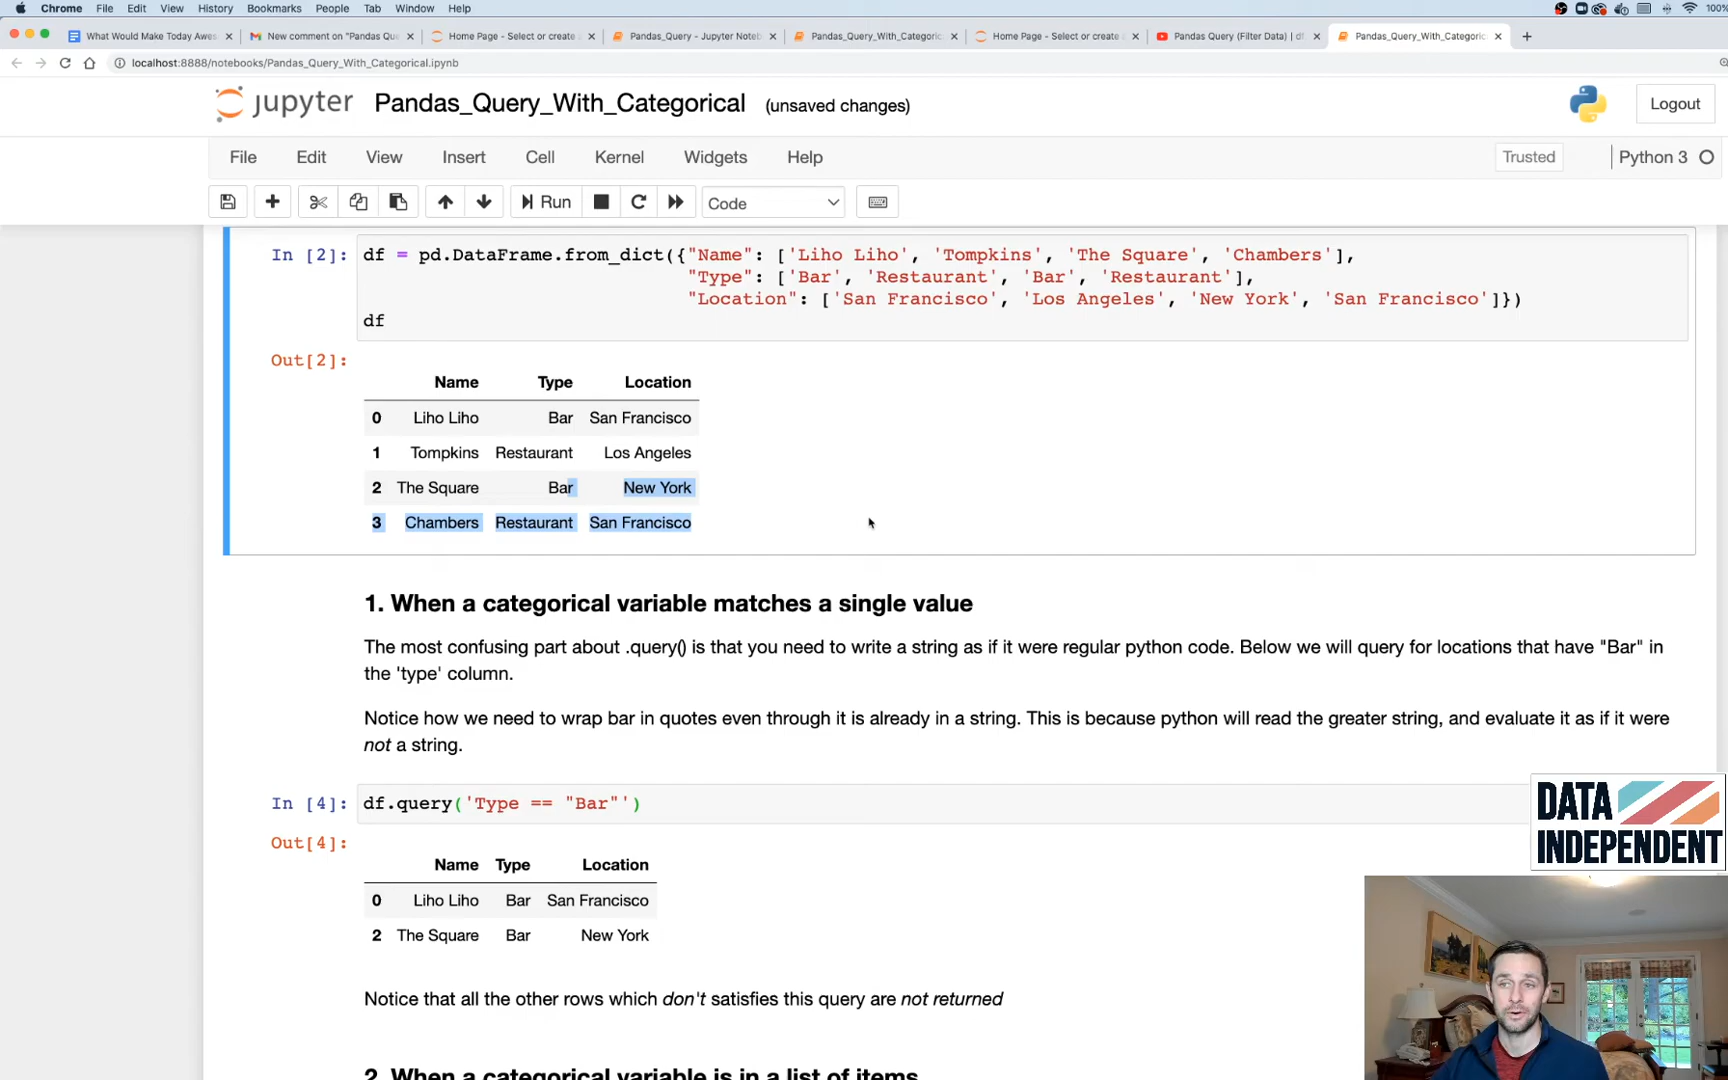 Chrome File Edit View History Bookmarks People Tab Window Help 100%
What Would Make Today Awes × New comment on "Pandas Qu × Home Page - Select or create × Pandas_Query - Jupyter Noteb × Pandas_Query_With_Categoric × Home Page - Select or create × Pandas Query (Filter Data) | df × Pandas_Query_With_Categoric × +
localhost:8888/notebooks/Pandas_Query_With_Categorical.ipynb
jupyter Pandas_Query_With_Categorical (unsaved changes) Logout
File Edit View Insert Cell Kernel Widgets Help Trusted Python 3
Run Code
In [2]: df = pd.DataFrame.from_dict({"Name": ['Liho Liho', 'Tompkins', 'The Square', 'Chambers'],
"Type": ['Bar', 'Restaurant', 'Bar', 'Restaurant'],
"Location": ['San Francisco', 'Los Angeles', 'New York', 'San Francisco']})
df
Out[2]:
Name Type Location
0 Liho Liho Bar San Francisco
1 Tompkins Restaurant Los Angeles
2 The Square Bar New York
3 Chambers Restaurant San Francisco
1. When a categorical variable matches a single value
The most confusing part about .query() is that you need to write a string as if it were regular python code. Below we will query for locations that have "Bar" in
the 'type' column.
Notice how we need to wrap bar in quotes even through it is already in a string. This is because python will read the greater string, and evaluate it as if it were
not a string.
In [4]: df.query('Type == "Bar"')
Out[4]:
Name Type Location
0 Liho Liho Bar San Francisco
2 The Square Bar New York
Notice that all the other rows which don't satisfies this query are not returned
2. When a categorical variable is in a list of items
DATA
INDEPENDENT